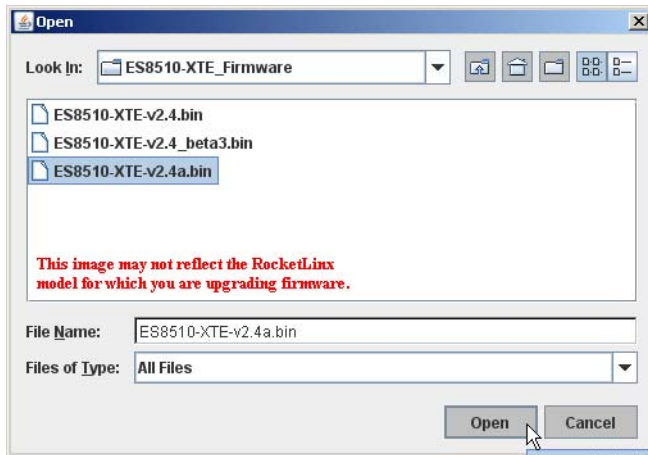 Open
Look In: ES8510-XTE_Firmware
ES8510-XTE-v2.4.bin
ES8510-XTE-v2.4_beta3.bin
ES8510-XTE-v2.4a.bin
This image may not reflect the RocketLinx
model for which you are upgrading firmware.
File Name: ES8510-XTE-v2.4a.bin
Files of Type: All Files
Open Cancel